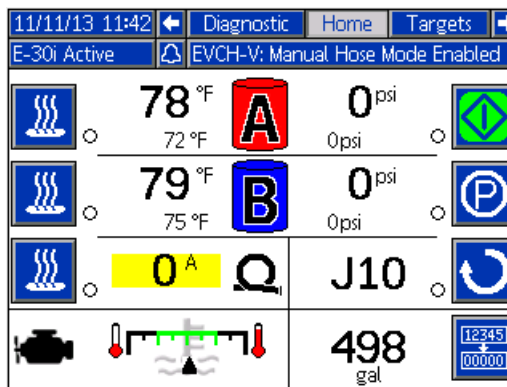 11/11/13 11:42 Diagnostic Home Targets
E-30i Active EVCH-V: Manual Hose Mode Enabled
78 °F A 0 psi
72 °F 0psi
79 °F B 0 psi P
75 °F 0psi
0 A J10
498 12345
gal 00000